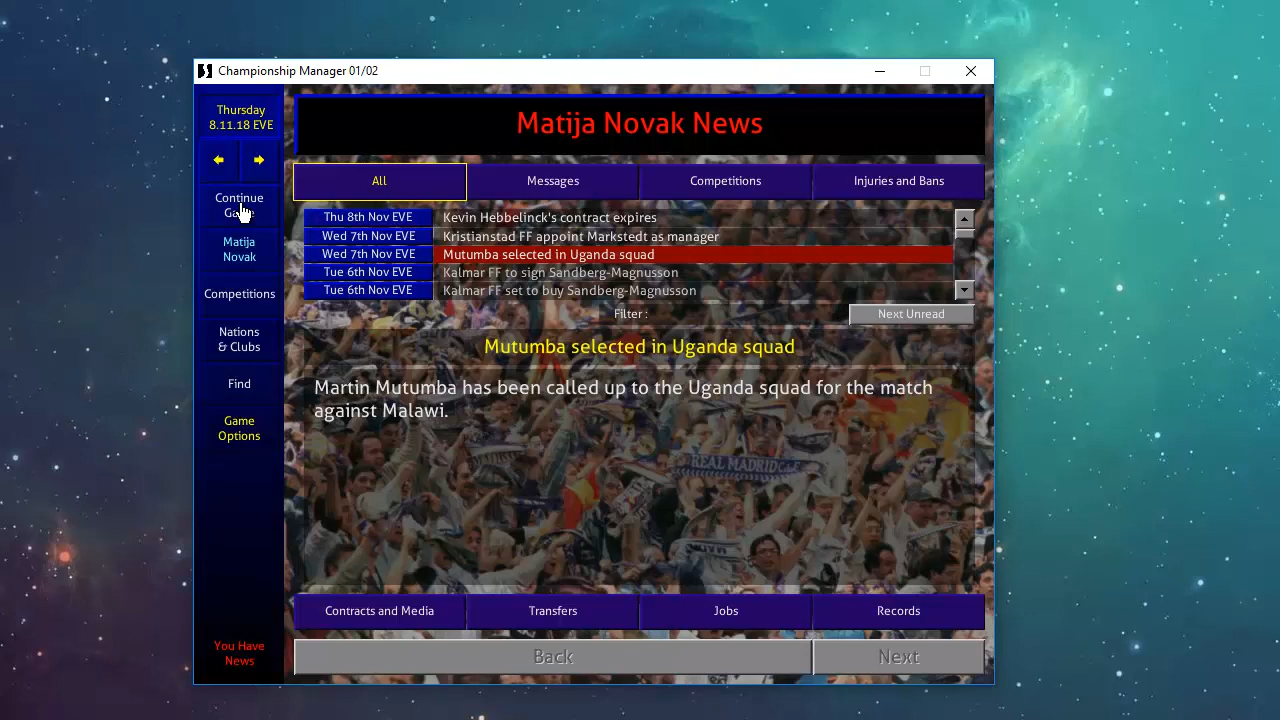 Championship Manager 01/02
Thursday
8.11.18 EVE
Continue
Matija
Novak
Competitions
Nations
& Clubs
Find
Game
Options
You Have
News
Matija Novak News
All
Messages
Competitions
Injuries and Bans
Thu 8th Nov EVE Kevin Hebbelinck's contract expires
Wed 7th Nov EVE Kristianstad FF appoint Markstedt as manager
Wed 7th Nov EVE Mutumba selected in Uganda squad
Tue 6th Nov EVE Kalmar FF to sign Sandberg-Magnusson
Tue 6th Nov EVE Kalmar FF set to buy Sandberg-Magnusson
Filter :
Next Unread
Mutumba selected in Uganda squad
Martin Mutumba has been called up to the Uganda squad for the match
against Malawi.
REAL MADRID C.F.
Contracts and Media
Transfers
Jobs
Records
Back
Next